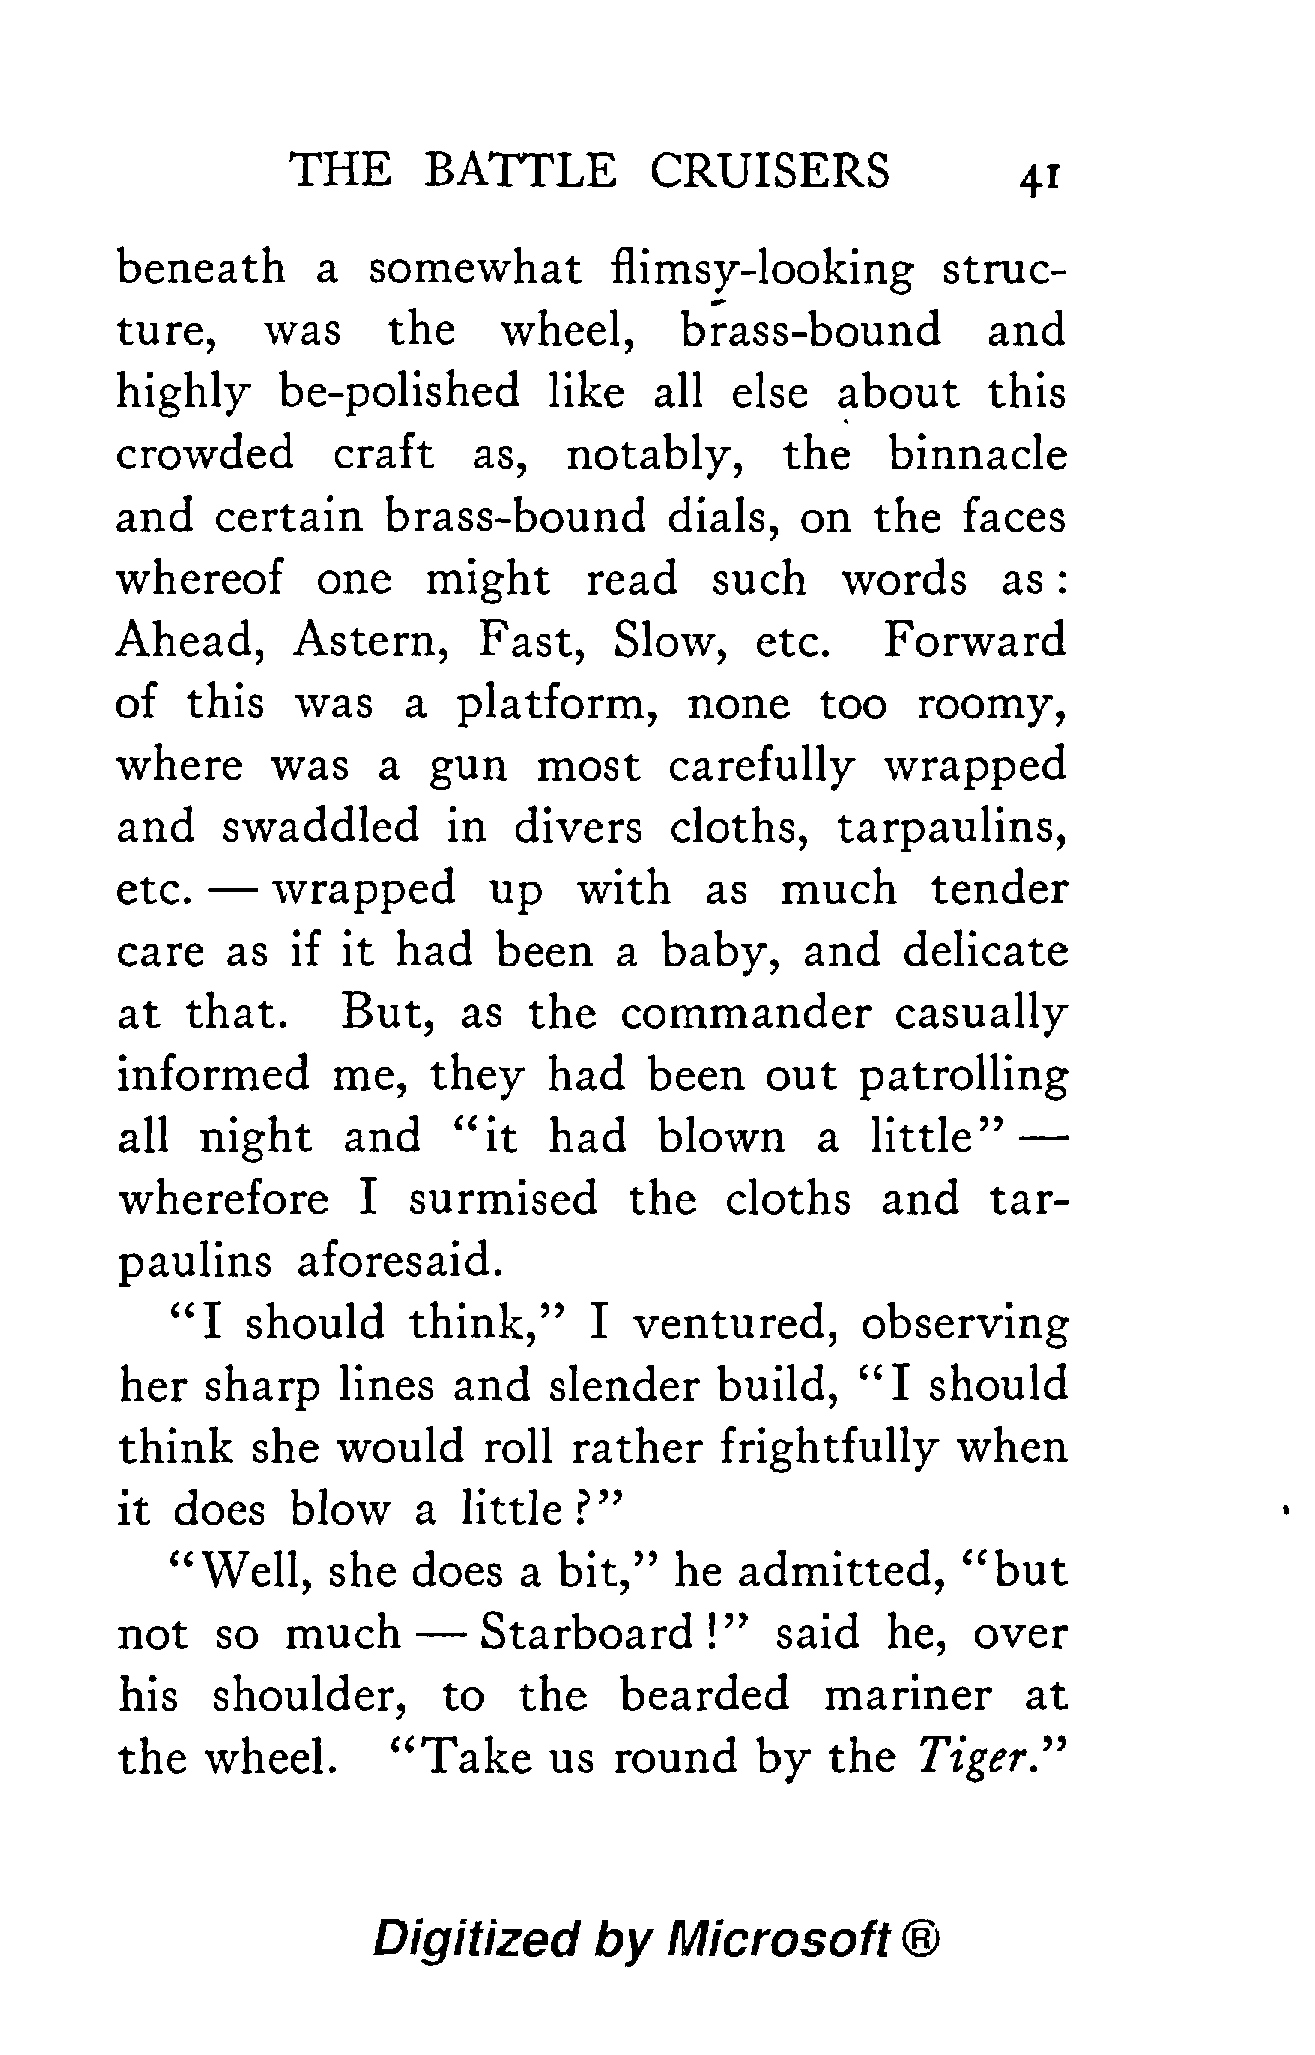 THE BATTLE CRUISERS 41
beneath a somewhat flimsy-looking struc-
ture, was the wheel, brass-bound and
highly be-polished like all else about this
crowded craft as, notably, the binnacle
and certain brass-bound dials, on the faces
whereof one might read such words as :
Ahead, Astern, Fast, Slow, etc. Forward
of this was a platform, none too roomy,
where was a gun most carefully wrapped
and swaddled in divers cloths, tarpaulins,
etc. — wrapped up with as much tender
care as if it had been a baby, and delicate
at that. But, as the commander casually
informed me, they had been out patrolling
all night and “it had blown a little” —
wherefore I surmised the cloths and tar-
paulins aforesaid.
“I should think,” I ventured, observing
her sharp lines and slender build, “I should
think she would roll rather frightfully when
it does blow a little ?”
“Well, she does a bit,” he admitted, “but
not so much — Starboard !” said he, over
his shoulder, to the bearded mariner at
the wheel. “Take us round by the Tiger.”
Digitized by Microsoft ®